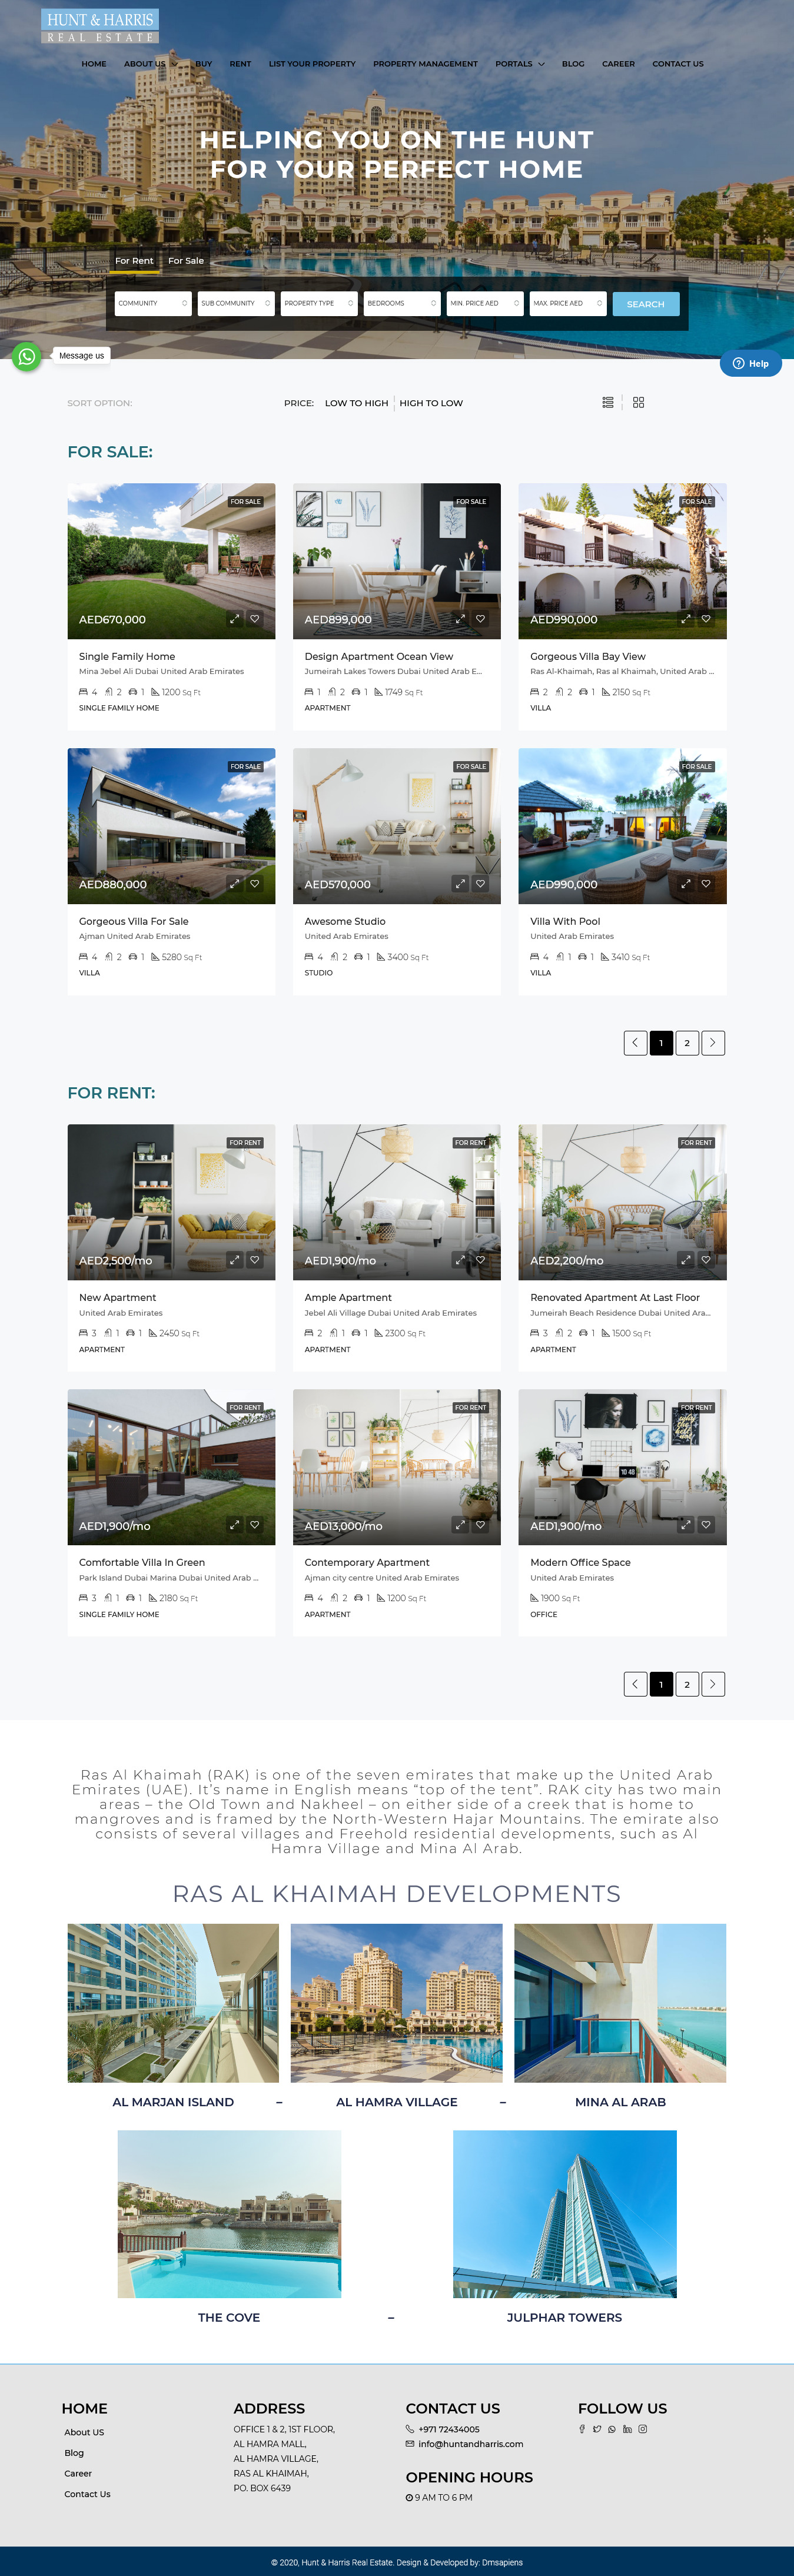 HUNT & HARRIS
REAL ESTATE
HOME ABOUT US BUY RENT LIST YOUR PROPERTY PROPERTY MANAGEMENT PORTALS BLOG CAREER CONTACT US
HELPING YOU ON THE HUNT
FOR YOUR PERFECT HOME
For Rent For Sale
COMMUNITY SUB COMMUNITY PROPERTY TYPE BEDROOMS MIN. PRICE AED MAX. PRICE AED SEARCH
Message us
Help
SORT OPTION: PRICE: LOW TO HIGH HIGH TO LOW
FOR SALE:
FOR SALE
AED670,000
Single Family Home
Mina Jebel Ali Dubai United Arab Emirates
4 2 1 1200 Sq Ft
SINGLE FAMILY HOME
FOR SALE
AED899,000
Design Apartment Ocean View
Jumeirah Lakes Towers Dubai United Arab E...
1 2 1 1749 Sq Ft
APARTMENT
FOR SALE
AED990,000
Gorgeous Villa Bay View
Ras Al-Khaimah, Ras al Khaimah, United Arab ...
2 2 1 2150 Sq Ft
VILLA
FOR SALE
AED880,000
Gorgeous Villa For Sale
Ajman United Arab Emirates
4 2 1 5280 Sq Ft
VILLA
FOR SALE
AED570,000
Awesome Studio
United Arab Emirates
4 2 1 3400 Sq Ft
STUDIO
FOR SALE
AED990,000
Villa With Pool
United Arab Emirates
4 1 1 3410 Sq Ft
VILLA
1 2
FOR RENT:
FOR RENT
AED2,500/mo
New Apartment
United Arab Emirates
3 1 1 2450 Sq Ft
APARTMENT
FOR RENT
AED1,900/mo
Ample Apartment
Jebel Ali Village Dubai United Arab Emirates
2 1 1 2300 Sq Ft
APARTMENT
FOR RENT
AED2,200/mo
Renovated Apartment At Last Floor
Jumeirah Beach Residence Dubai United Ara...
3 2 1 1500 Sq Ft
APARTMENT
FOR RENT
AED1,900/mo
Comfortable Villa In Green
Park Island Dubai Marina Dubai United Arab ...
3 1 1 2180 Sq Ft
SINGLE FAMILY HOME
FOR RENT
AED13,000/mo
Contemporary Apartment
Ajman city centre United Arab Emirates
4 2 1 1200 Sq Ft
APARTMENT
FOR RENT
10 48
AED1,900/mo
Modern Office Space
United Arab Emirates
1900 Sq Ft
OFFICE
1 2
Ras Al Khaimah (RAK) is one of the seven emirates that make up the United Arab
Emirates (UAE). It’s name in English means “top of the tent”. RAK city has two main
areas – the Old Town and Nakheel – on either side of a creek that is home to
mangroves and is framed by the North-Western Hajar Mountains. The emirate also
consists of several villages and Freehold residential developments, such as Al
Hamra Village and Mina Al Arab.
RAS AL KHAIMAH DEVELOPMENTS
AL MARJAN ISLAND – AL HAMRA VILLAGE – MINA AL ARAB
THE COVE – JULPHAR TOWERS
HOME
About US
Blog
Career
Contact Us
ADDRESS
OFFICE 1 & 2, 1ST FLOOR,
AL HAMRA MALL,
AL HAMRA VILLAGE,
RAS AL KHAIMAH,
PO. BOX 6439
CONTACT US
+971 72434005
info@huntandharris.com
OPENING HOURS
9 AM TO 6 PM
FOLLOW US
© 2020, Hunt & Harris Real Estate. Design & Developed by: Dmsapiens